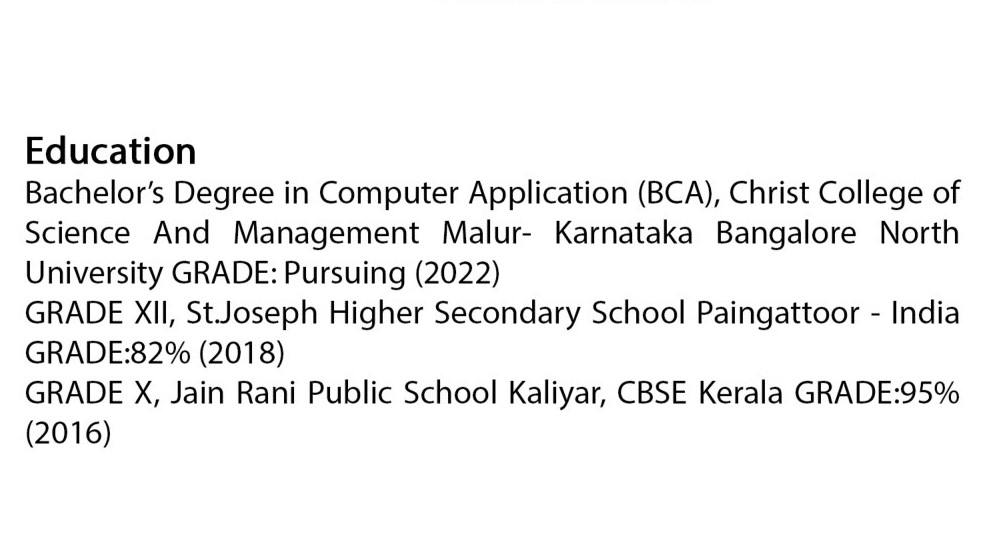 Education
Bachelor’s Degree in Computer Application (BCA), Christ College of
Science And Management Malur- Karnataka Bangalore North
University GRADE: Pursuing (2022)
GRADE XII, St.Joseph Higher Secondary School Paingattoor - India
GRADE:82% (2018)
GRADE X, Jain Rani Public School Kaliyar, CBSE Kerala GRADE:95%
(2016)